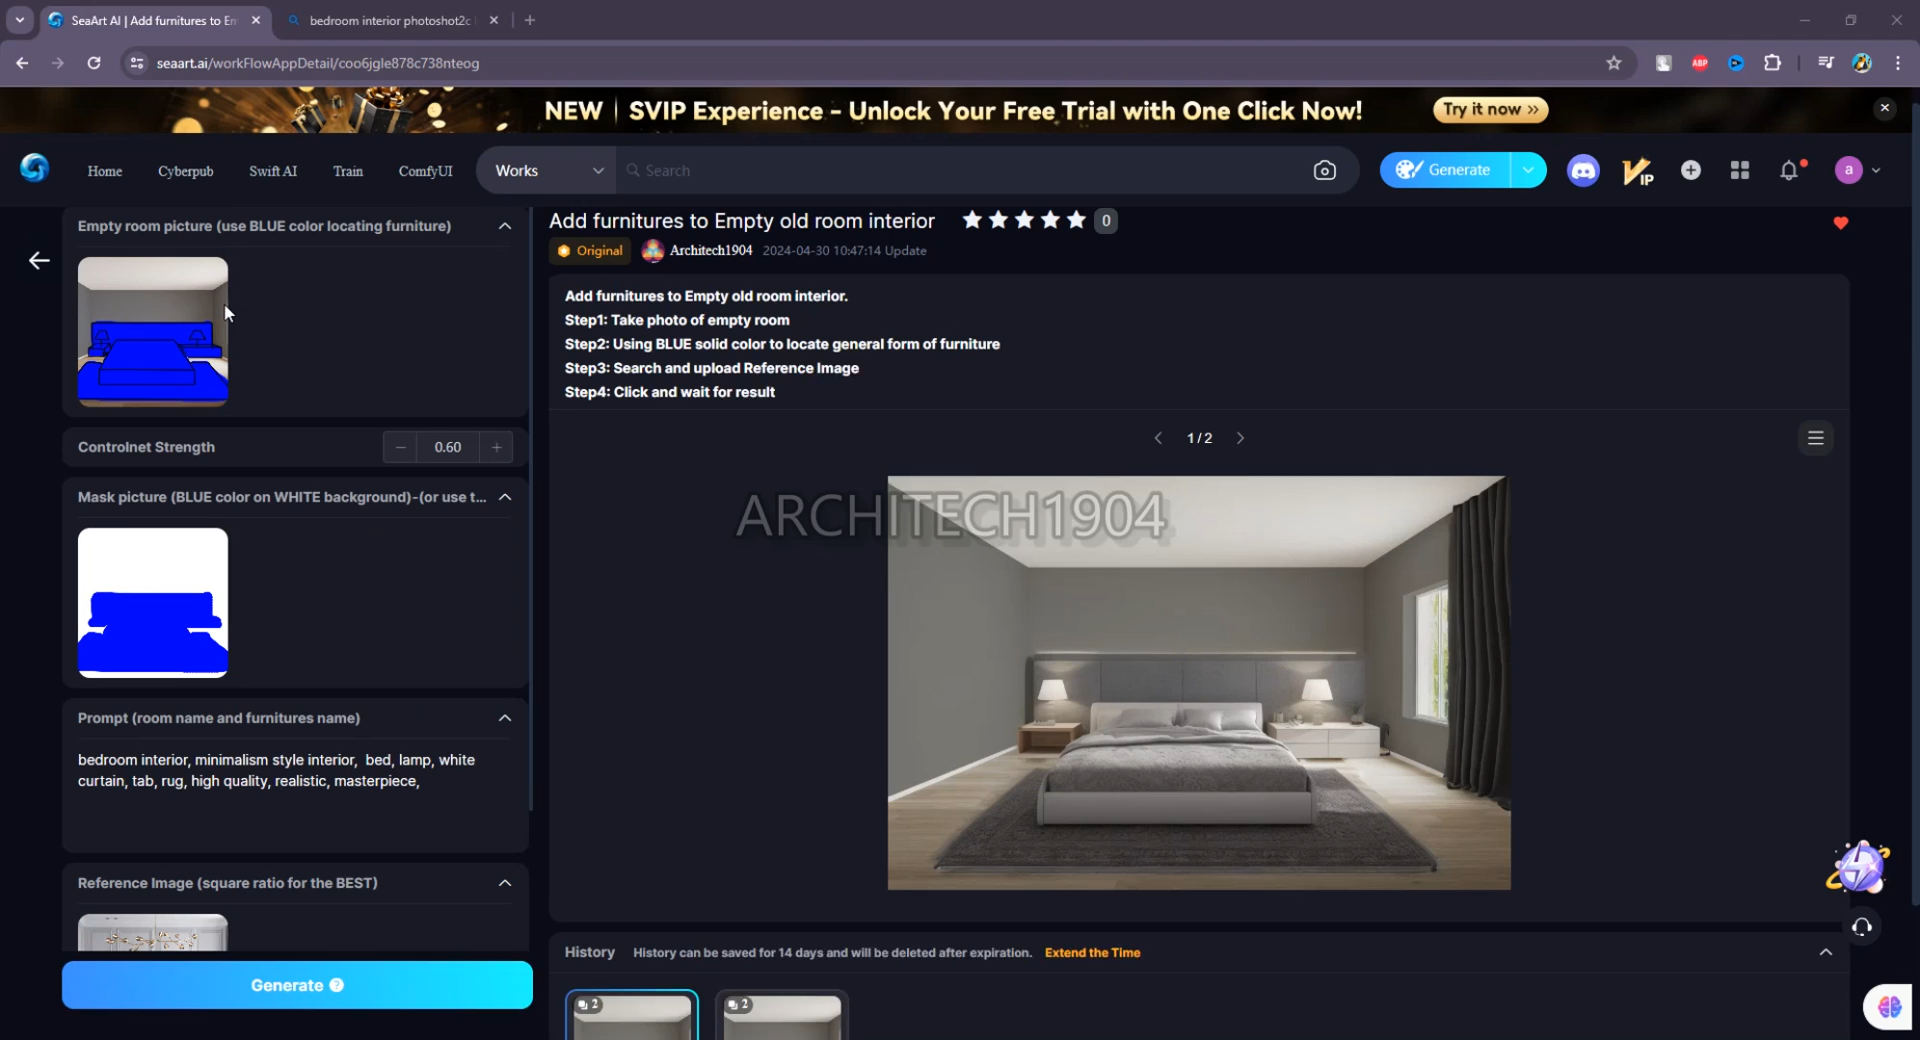 SeaArt AI | Add furnitures to Em
bedroom interior photoshot2c
seaart.ai/workFlowAppDetail/coo6jgle878c738nteog
ABP
NEW | SVIP Experience - Unlock Your Free Trial with One Click Now!
Try it now »
Home
Cyberpub
Swift AI
Train
ComfyUI
Works
Search
Generate
VIP
a
Empty room picture (use BLUE color locating furniture)
Controlnet Strength
0.60
Mask picture (BLUE color on WHITE background)-(or use t...
Prompt (room name and furnitures name)
bedroom interior, minimalism style interior, bed, lamp, white
curtain, tab, rug, high quality, realistic, masterpiece,
Reference Image (square ratio for the BEST)
Generate
Add furnitures to Empty old room interior
0
Original
Architech1904
2024-04-30 10:47:14 Update
Add furnitures to Empty old room interior.
Step1: Take photo of empty room
Step2: Using BLUE solid color to locate general form of furniture
Step3: Search and upload Reference Image
Step4: Click and wait for result
1 / 2
ARCHITECH1904
History
History can be saved for 14 days and will be deleted after expiration.
Extend the Time
2
2